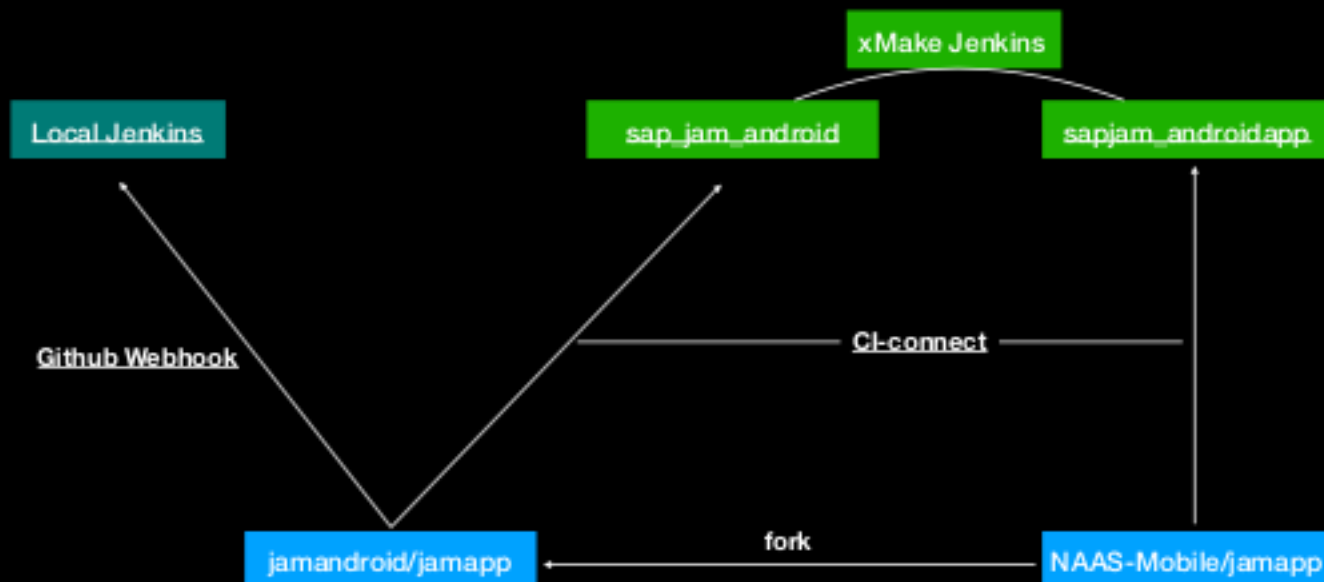 xMake Jenkins
Local Jenkins
sap_jam_android
sapjam_androidapp
Github Webhook
CI-connect
fork
jamandroid/jamapp
NAAS-Mobile/jamapp